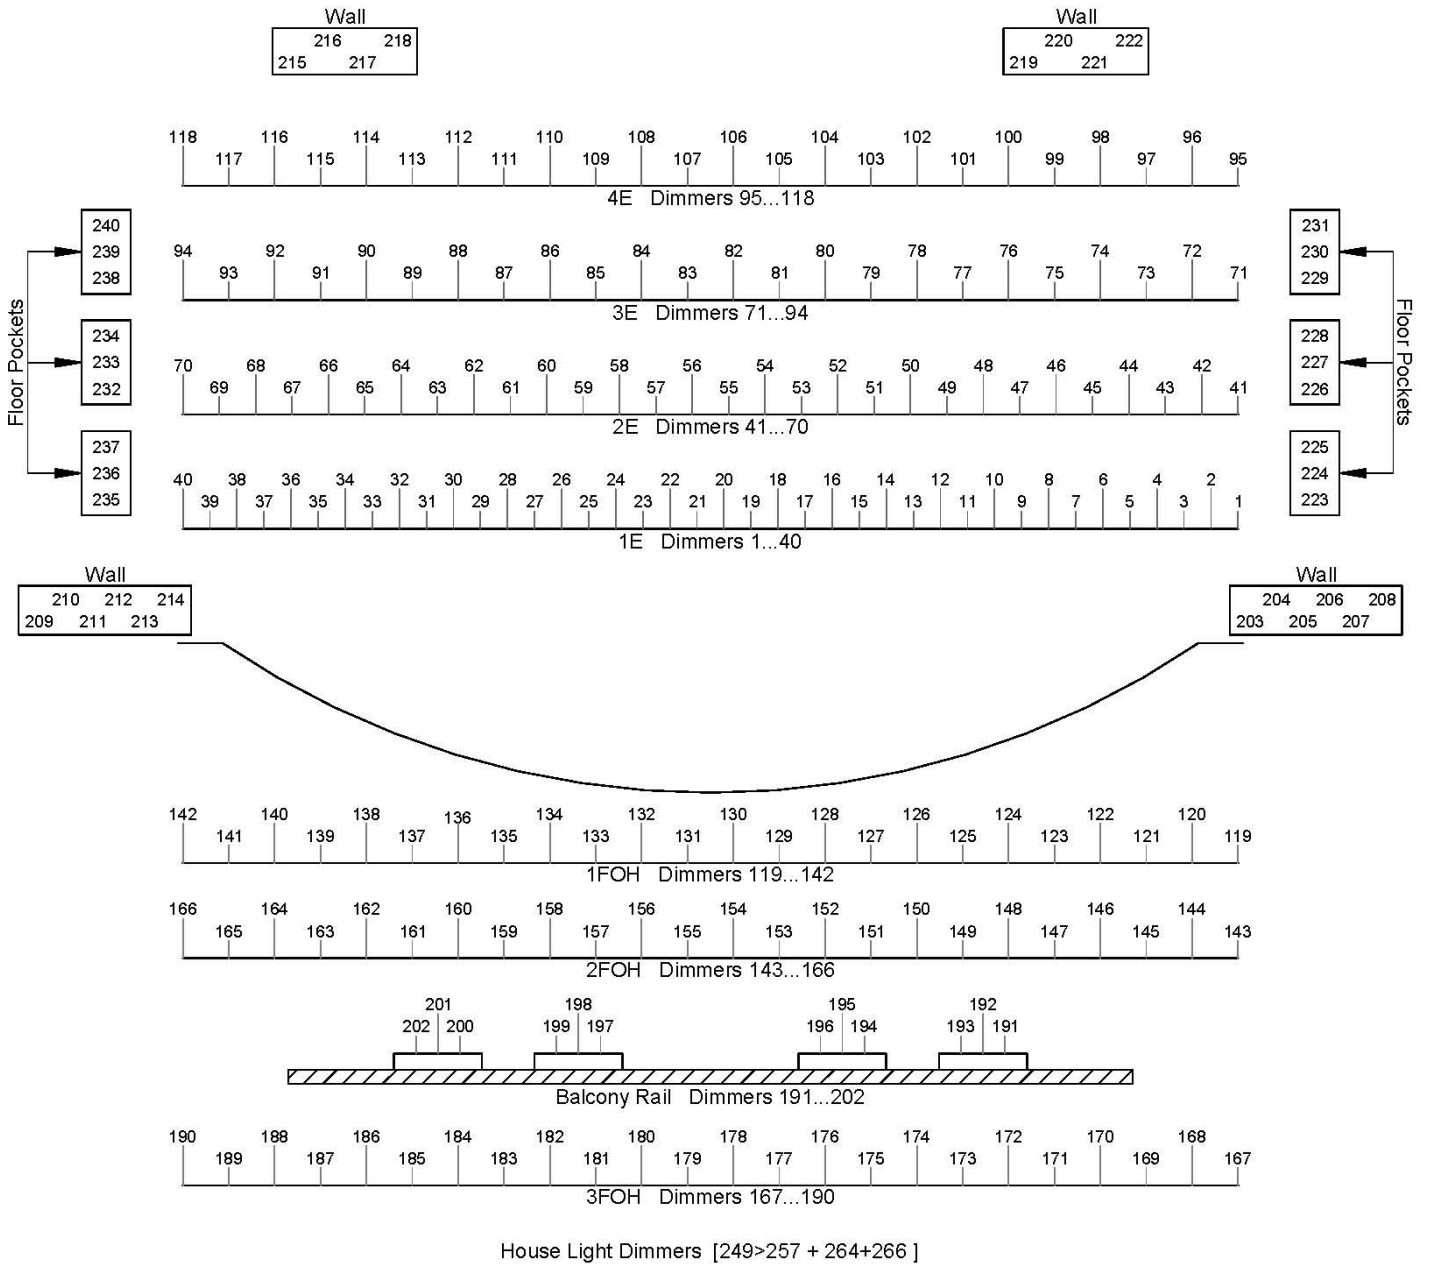 Wall
216 218
215 217
Wall
220 222
219 221
118 116 114 112 110 108 106 104 102 100 98 96
117 115 113 111 109 107 105 103 101 99 97 95
4E Dimmers 95...118
240
239
238
231
230
229
94 92 90 88 86 84 82 80 78 76 74 72
93 91 89 87 85 83 81 79 77 75 73 71
3E Dimmers 71...94
Floor Pockets
234
233
232
228
227
226
Floor Pockets
70 68 66 64 62 60 58 56 54 52 50 48 46 44 42
69 67 65 63 61 59 57 55 53 51 49 47 45 43 41
2E Dimmers 41...70
237
236
235
225
224
223
40 38 36 34 32 30 28 26 24 22 20 18 16 14 12 10 8 6 4 2
39 37 35 33 31 29 27 25 23 21 19 17 15 13 11 9 7 5 3 1
1E Dimmers 1...40
Wall
210 212 214
209 211 213
Wall
204 206 208
203 205 207
142 140 138 136 134 132 130 128 126 124 122 120
141 139 137 135 133 131 129 127 125 123 121 119
1FOH Dimmers 119...142
166 164 162 160 158 156 154 152 150 148 146 144
165 163 161 159 157 155 153 151 149 147 145 143
2FOH Dimmers 143...166
201 198 195 192
202 200 199 197 196 194 193 191
Balcony Rail Dimmers 191...202
190 188 186 184 182 180 178 176 174 172 170 168
189 187 185 183 181 179 177 175 173 171 169 167
3FOH Dimmers 167...190
House Light Dimmers [249>257 + 264+266 ]